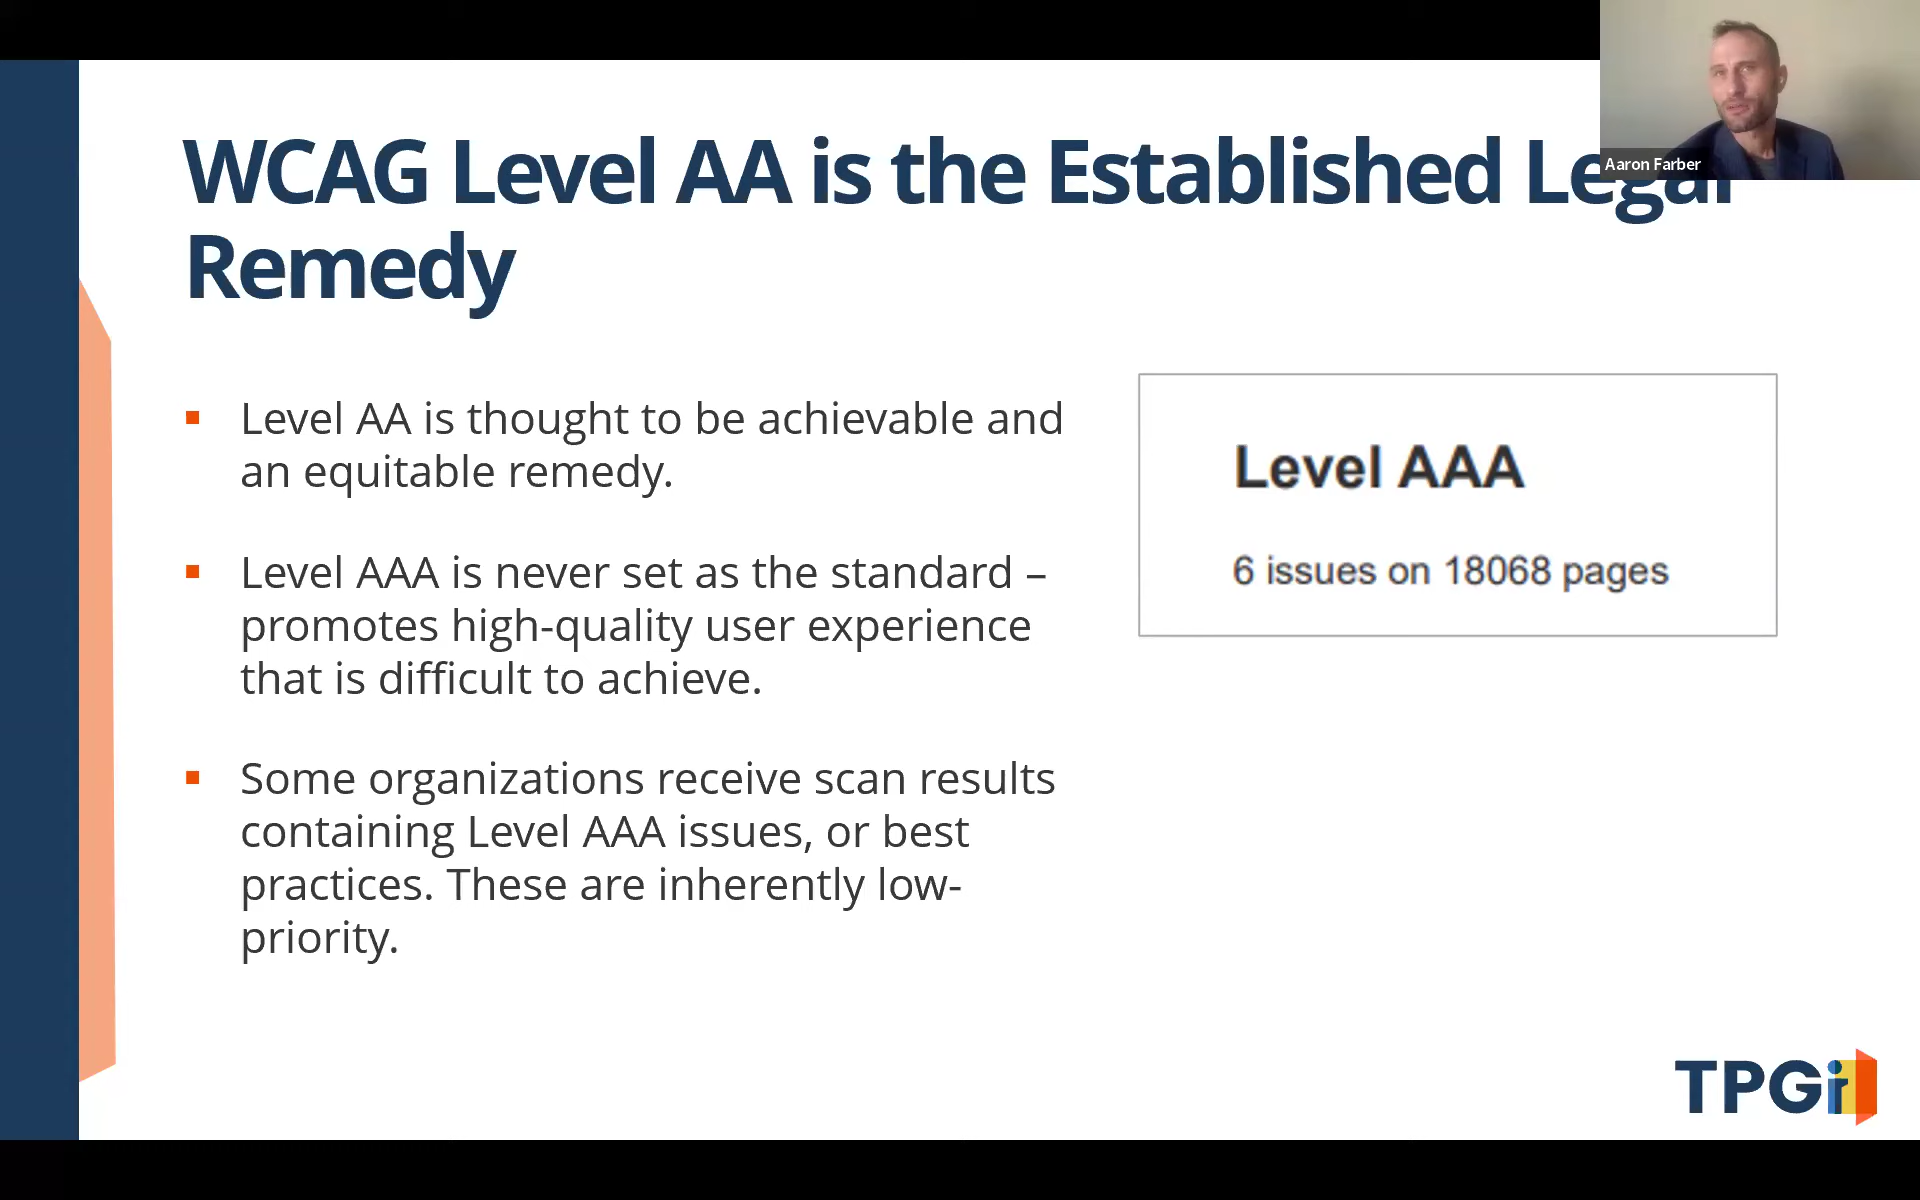 WCAG Level AA is the Established Legal
Remedy
Aaron Farber
▪ Level AA is thought to be achievable and
an equitable remedy.
▪ Level AAA is never set as the standard –
promotes high-quality user experience
that is difficult to achieve.
▪ Some organizations receive scan results
containing Level AAA issues, or best
practices. These are inherently low-
priority.
Level AAA
6 issues on 18068 pages
TPGi